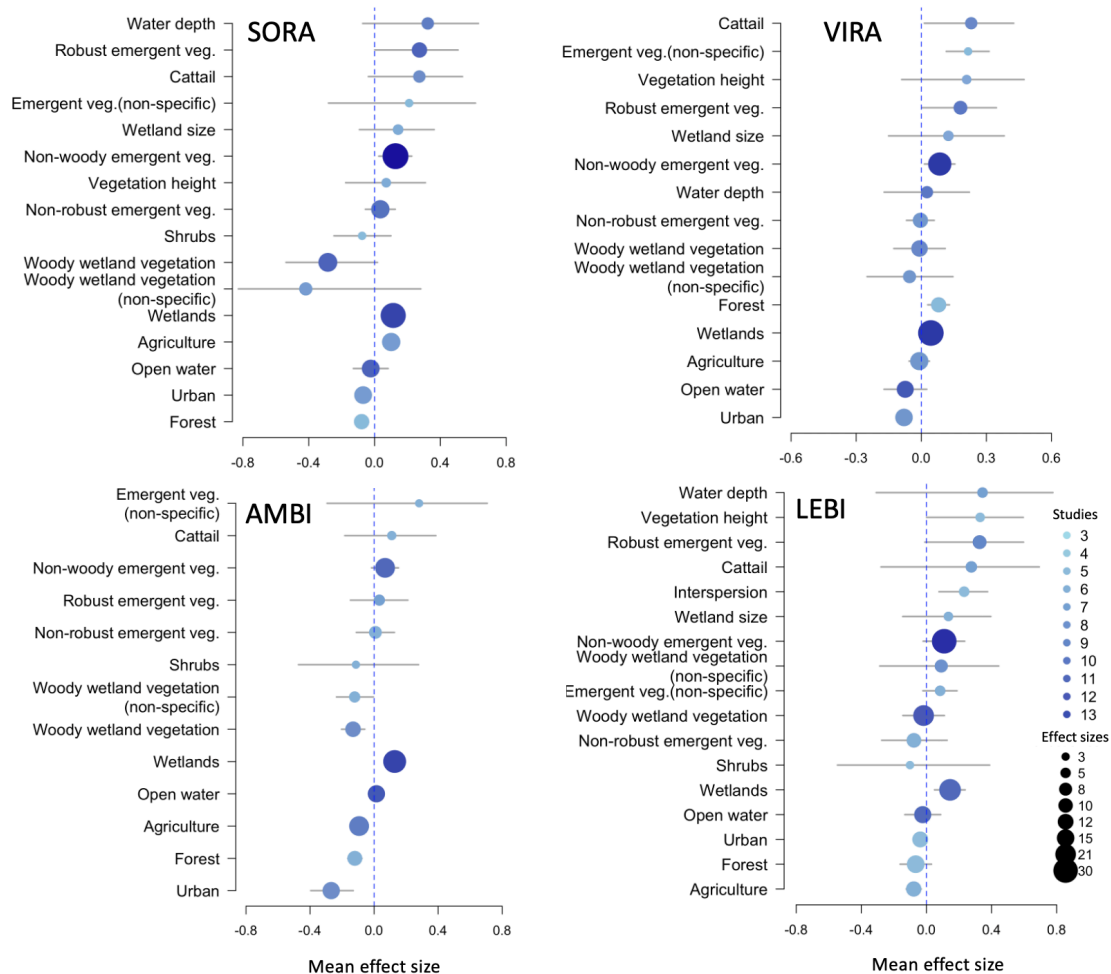 SORA
Water depth
Robust emergent veg.
Cattail
Emergent veg.(non-specific)
Wetland size
Non-woody emergent veg.
Vegetation height
Non-robust emergent veg.
Shrubs
Woody wetland vegetation
Woody wetland vegetation
(non-specific)
Wetlands
Agriculture
Open water
Urban
Forest
-0.8 -0.4 0.0 0.4 0.8
VIRA
Cattail
Emergent veg.(non-specific)
Vegetation height
Robust emergent veg.
Wetland size
Non-woody emergent veg.
Water depth
Non-robust emergent veg.
Woody wetland vegetation
Woody wetland vegetation
(non-specific)
Forest
Wetlands
Agriculture
Open water
Urban
-0.6 -0.3 0.0 0.3 0.6
AMBI
Emergent veg.
(non-specific)
Cattail
Non-woody emergent veg.
Robust emergent veg.
Non-robust emergent veg.
Shrubs
Woody wetland vegetation
(non-specific)
Woody wetland vegetation
Wetlands
Open water
Agriculture
Forest
Urban
-0.8 -0.4 0.0 0.4 0.8
Mean effect size
LEBI
Water depth
Vegetation height
Robust emergent veg.
Cattail
Interspersion
Wetland size
Non-woody emergent veg.
Woody wetland vegetation
(non-specific)
Emergent veg.(non-specific)
Woody wetland vegetation
Non-robust emergent veg.
Shrubs
Wetlands
Open water
Urban
Forest
Agriculture
-0.8 -0.4 0.0 0.4 0.8
Mean effect size
Studies
3
4
5
6
7
8
9
10
11
12
13
Effect sizes
3
5
8
10
12
15
21
30